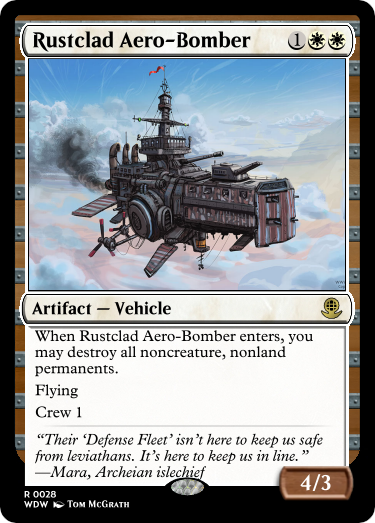 Rustclad Aero-Bomber 1
Artifact — Vehicle
When Rustclad Aero-Bomber enters, you
may destroy all noncreature, nonland
permanents.
Flying
Crew 1
“Their ‘Defense Fleet’ isn’t here to keep us safe
from leviathans. It’s here to keep us in line.”
—Mara, Archeian islechief
4/3
R 0028
WDW Tom McGrath